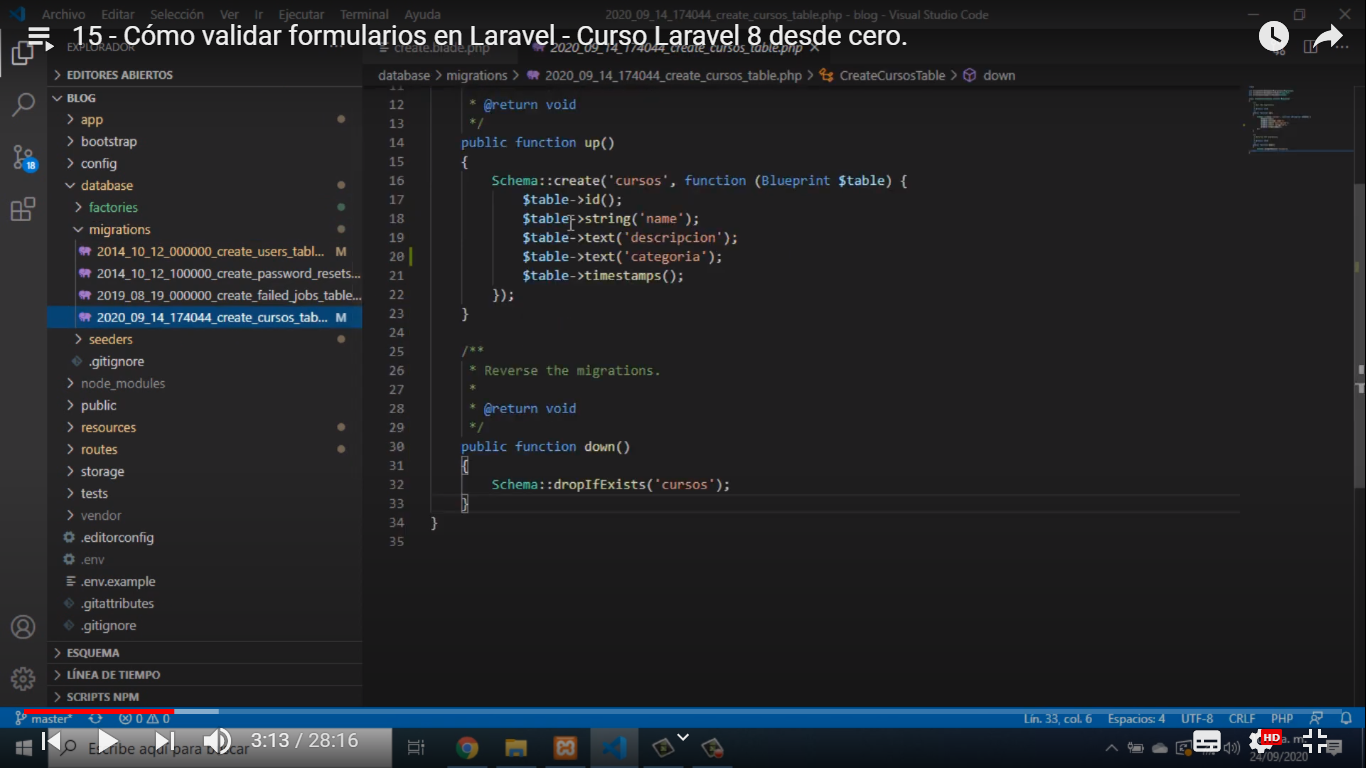 Archivo Editar Selección Ver Ir Ejecutar Terminal Ayuda 2020_09_14_174044_create_cursos_table.php - blog - Visual Studio Code
15 - Cómo validar formularios en Laravel - Curso Laravel 8 desde cero.
EXPLORADOR create.blade.php 2020_09_14_174044_create_cursos_table.php
EDITORES ABIERTOS
database > migrations > 2020_09_14_174044_create_cursos_table.php > CreateCursosTable > down
BLOG
app
bootstrap
config
database
factories
migrations
2014_10_12_000000_create_users_tabl... M
2014_10_12_100000_create_password_resets...
2019_08_19_000000_create_failed_jobs_table...
2020_09_14_174044_create_cursos_tab... M
seeders
.gitignore
node_modules
public
resources
routes
storage
tests
vendor
.editorconfig
.env
.env.example
.gitattributes
.gitignore
ESQUEMA
LÍNEA DE TIEMPO
SCRIPTS NPM
18
11
12 * @return void
13 */
14 public function up()
15 {
16 Schema::create('cursos', function (Blueprint $table) {
17 $table->id();
18 $table->string('name');
19 $table->text('descripcion');
20 $table->text('categoria');
21 $table->timestamps();
22 });
23 }
24
25 /**
26 * Reverse the migrations.
27 *
28 * @return void
29 */
30 public function down()
31 {
32 Schema::dropIfExists('cursos');
33 }
34 }
35
master* 0 0 Lín. 33, col. 6 Espacios: 4 UTF-8 CRLF PHP
Escribe aquí para buscar
3:13 / 28:16
HD
a. m.
24/09/2020